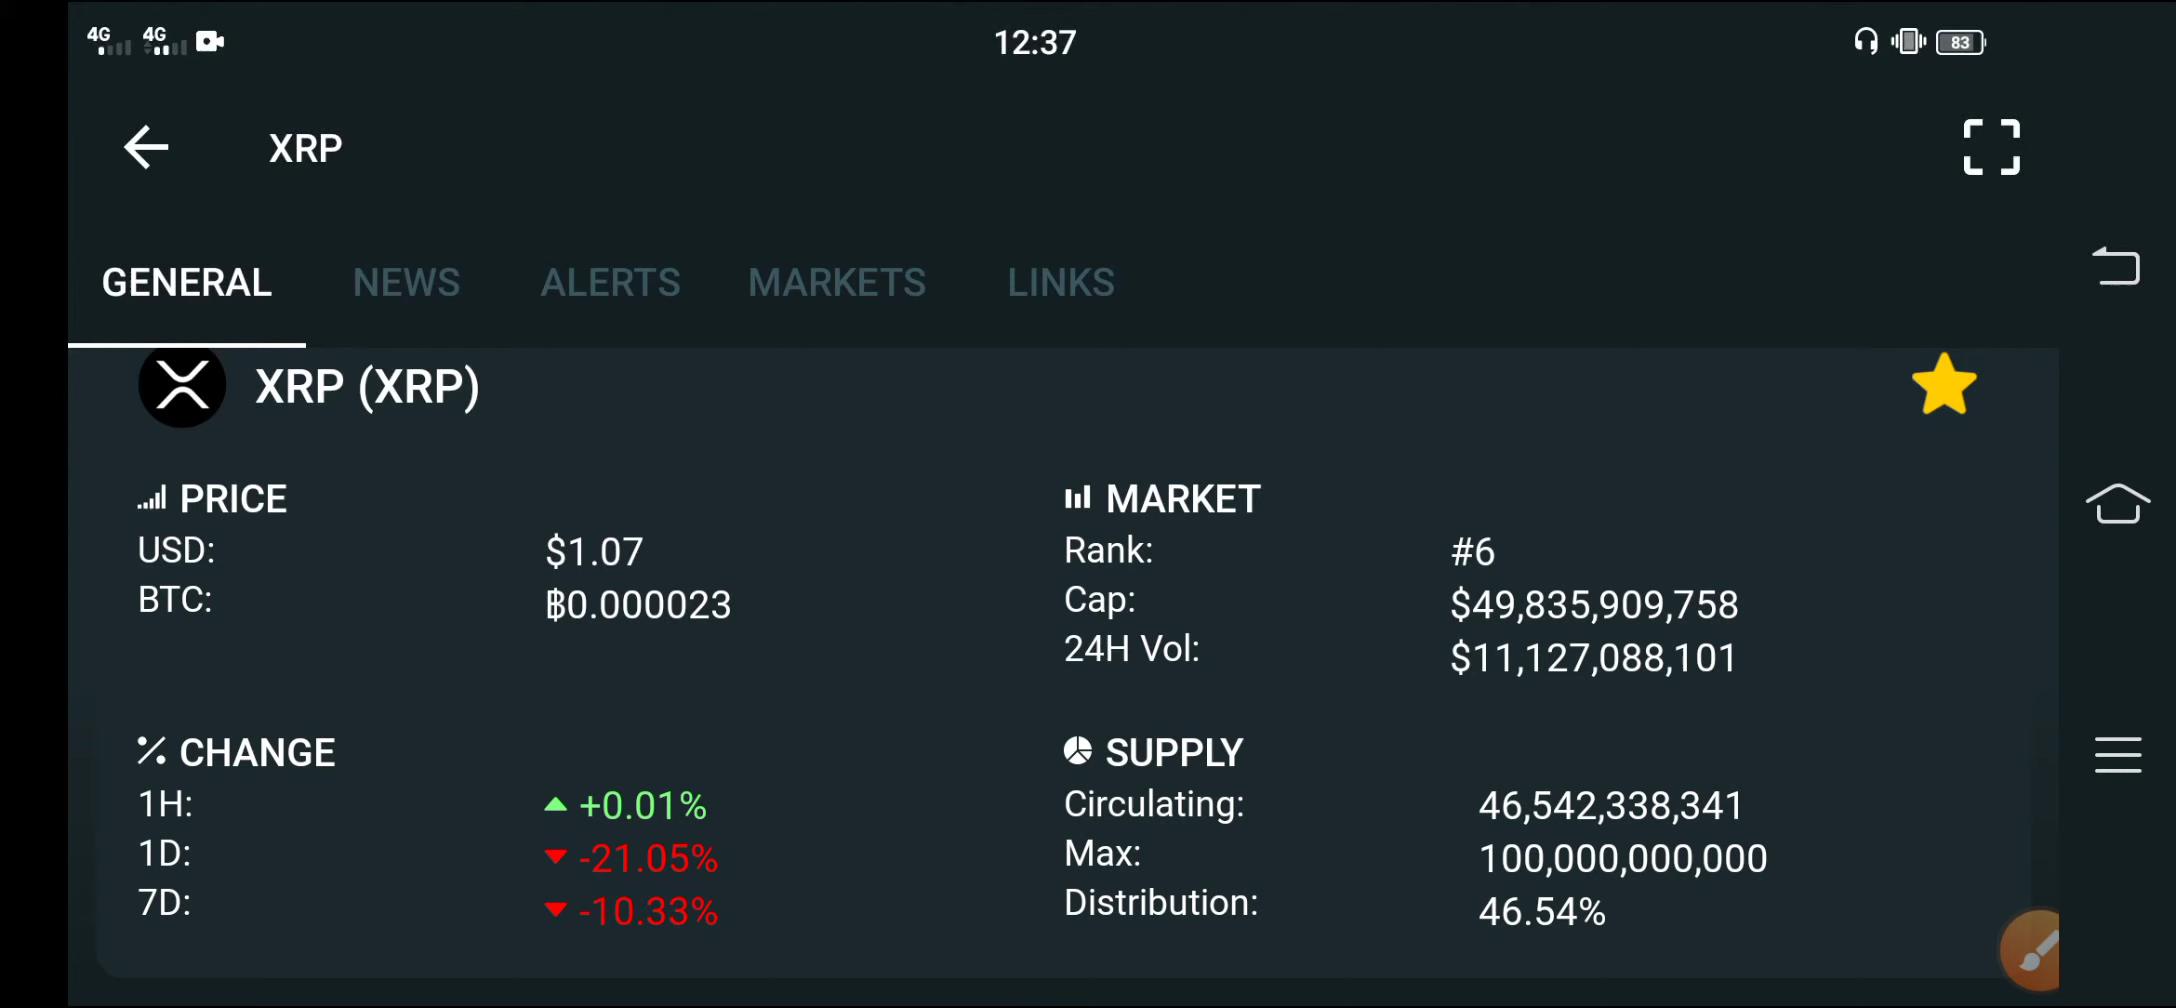 4G 4G 12:37 83
XRP
GENERAL NEWS ALERTS MARKETS LINKS
XRP (XRP)
PRICE
USD: $1.07
BTC: ฿0.000023
MARKET
Rank: #6
Cap: $49,835,909,758
24H Vol: $11,127,088,101
CHANGE
1H: +0.01%
1D: -21.05%
7D: -10.33%
SUPPLY
Circulating: 46,542,338,341
Max: 100,000,000,000
Distribution: 46.54%